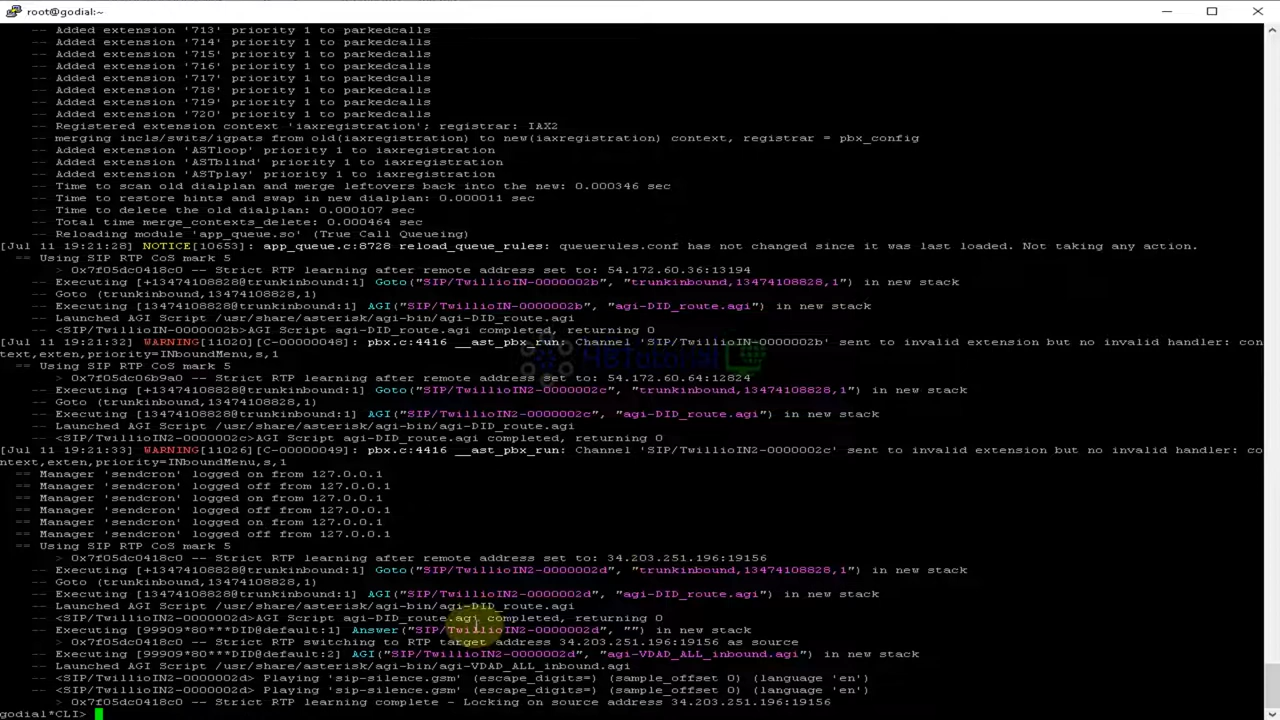 root@godial:~
-- Added extension '713' priority 1 to parkedcalls
-- Added extension '714' priority 1 to parkedcalls
-- Added extension '715' priority 1 to parkedcalls
-- Added extension '716' priority 1 to parkedcalls
-- Added extension '717' priority 1 to parkedcalls
-- Added extension '718' priority 1 to parkedcalls
-- Added extension '719' priority 1 to parkedcalls
-- Added extension '720' priority 1 to parkedcalls
-- Registered extension context 'iaxregistration'; registrar: IAX2
-- merging incls/swits/igpats from old(iaxregistration) to new(iaxregistration) context, registrar = pbx_config
-- Added extension 'ASTloop' priority 1 to iaxregistration
-- Added extension 'ASTblind' priority 1 to iaxregistration
-- Added extension 'ASTplay' priority 1 to iaxregistration
-- Time to scan old dialplan and merge leftovers back into the new: 0.000346 sec
-- Time to restore hints and swap in new dialplan: 0.000011 sec
-- Time to delete the old dialplan: 0.000107 sec
-- Total time merge_contexts_delete: 0.000464 sec
-- Reloading module 'app_queue.so' (True Call Queueing)
[Jul 11 19:21:28] NOTICE[10653]: app_queue.c:8728 reload_queue_rules: queuerules.conf has not changed since it was last loaded. Not taking any action.
== Using SIP RTP CoS mark 5
> 0x7f05dc0418c0 -- Strict RTP learning after remote address set to: 54.172.60.36:13194
-- Executing [+13474108828@trunkinbound:1] Goto("SIP/TwillioIN-0000002b", "trunkinbound,13474108828,1") in new stack
-- Goto (trunkinbound,13474108828,1)
-- Executing [13474108828@trunkinbound:1] AGI("SIP/TwillioIN-0000002b", "agi-DID_route.agi") in new stack
-- Launched AGI Script /usr/share/asterisk/agi-bin/agi-DID_route.agi
-- <SIP/TwillioIN-0000002b>AGI Script agi-DID_route.agi completed, returning 0
[Jul 11 19:21:32] WARNING[11020][C-00000048]: pbx.c:4416 __ast_pbx_run: Channel 'SIP/TwillioIN-0000002b' sent to invalid extension but no invalid handler: con
text,exten,priority=INboundMenu,s,1
== Using SIP RTP CoS mark 5
> 0x7f05dc06b9a0 -- Strict RTP learning after remote address set to: 54.172.60.64:12824
-- Executing [+13474108828@trunkinbound:1] Goto("SIP/TwillioIN2-0000002c", "trunkinbound,13474108828,1") in new stack
-- Goto (trunkinbound,13474108828,1)
-- Executing [13474108828@trunkinbound:1] AGI("SIP/TwillioIN2-0000002c", "agi-DID_route.agi") in new stack
-- Launched AGI Script /usr/share/asterisk/agi-bin/agi-DID_route.agi
-- <SIP/TwillioIN2-0000002c>AGI Script agi-DID_route.agi completed, returning 0
[Jul 11 19:21:33] WARNING[11026][C-00000049]: pbx.c:4416 __ast_pbx_run: Channel 'SIP/TwillioIN2-0000002c' sent to invalid extension but no invalid handler: co
ntext,exten,priority=INboundMenu,s,1
== Manager 'sendcron' logged on from 127.0.0.1
== Manager 'sendcron' logged off from 127.0.0.1
== Manager 'sendcron' logged on from 127.0.0.1
== Manager 'sendcron' logged off from 127.0.0.1
== Manager 'sendcron' logged on from 127.0.0.1
== Manager 'sendcron' logged off from 127.0.0.1
== Using SIP RTP CoS mark 5
> 0x7f05dc0418c0 -- Strict RTP learning after remote address set to: 34.203.251.196:19156
-- Executing [+13474108828@trunkinbound:1] Goto("SIP/TwillioIN2-0000002d", "trunkinbound,13474108828,1") in new stack
-- Goto (trunkinbound,13474108828,1)
-- Executing [13474108828@trunkinbound:1] AGI("SIP/TwillioIN2-0000002d", "agi-DID_route.agi") in new stack
-- Launched AGI Script /usr/share/asterisk/agi-bin/agi-DID_route.agi
-- <SIP/TwillioIN2-0000002d>AGI Script agi-DID_route.agi completed, returning 0
-- Executing [99909*80***DID@default:1] Answer("SIP/TwillioIN2-0000002d", "") in new stack
> 0x7f05dc0418c0 -- Strict RTP switching to RTP target address 34.203.251.196:19156 as source
-- Executing [99909*80***DID@default:2] AGI("SIP/TwillioIN2-0000002d", "agi-VDAD_ALL_inbound.agi") in new stack
-- Launched AGI Script /usr/share/asterisk/agi-bin/agi-VDAD_ALL_inbound.agi
-- <SIP/TwillioIN2-0000002d> Playing 'sip-silence.gsm' (escape_digits=) (sample_offset 0) (language 'en')
-- <SIP/TwillioIN2-0000002d> Playing 'sip-silence.gsm' (escape_digits=) (sample_offset 0) (language 'en')
> 0x7f05dc0418c0 -- Strict RTP learning complete - Locking on source address 34.203.251.196:19156
godial*CLI>